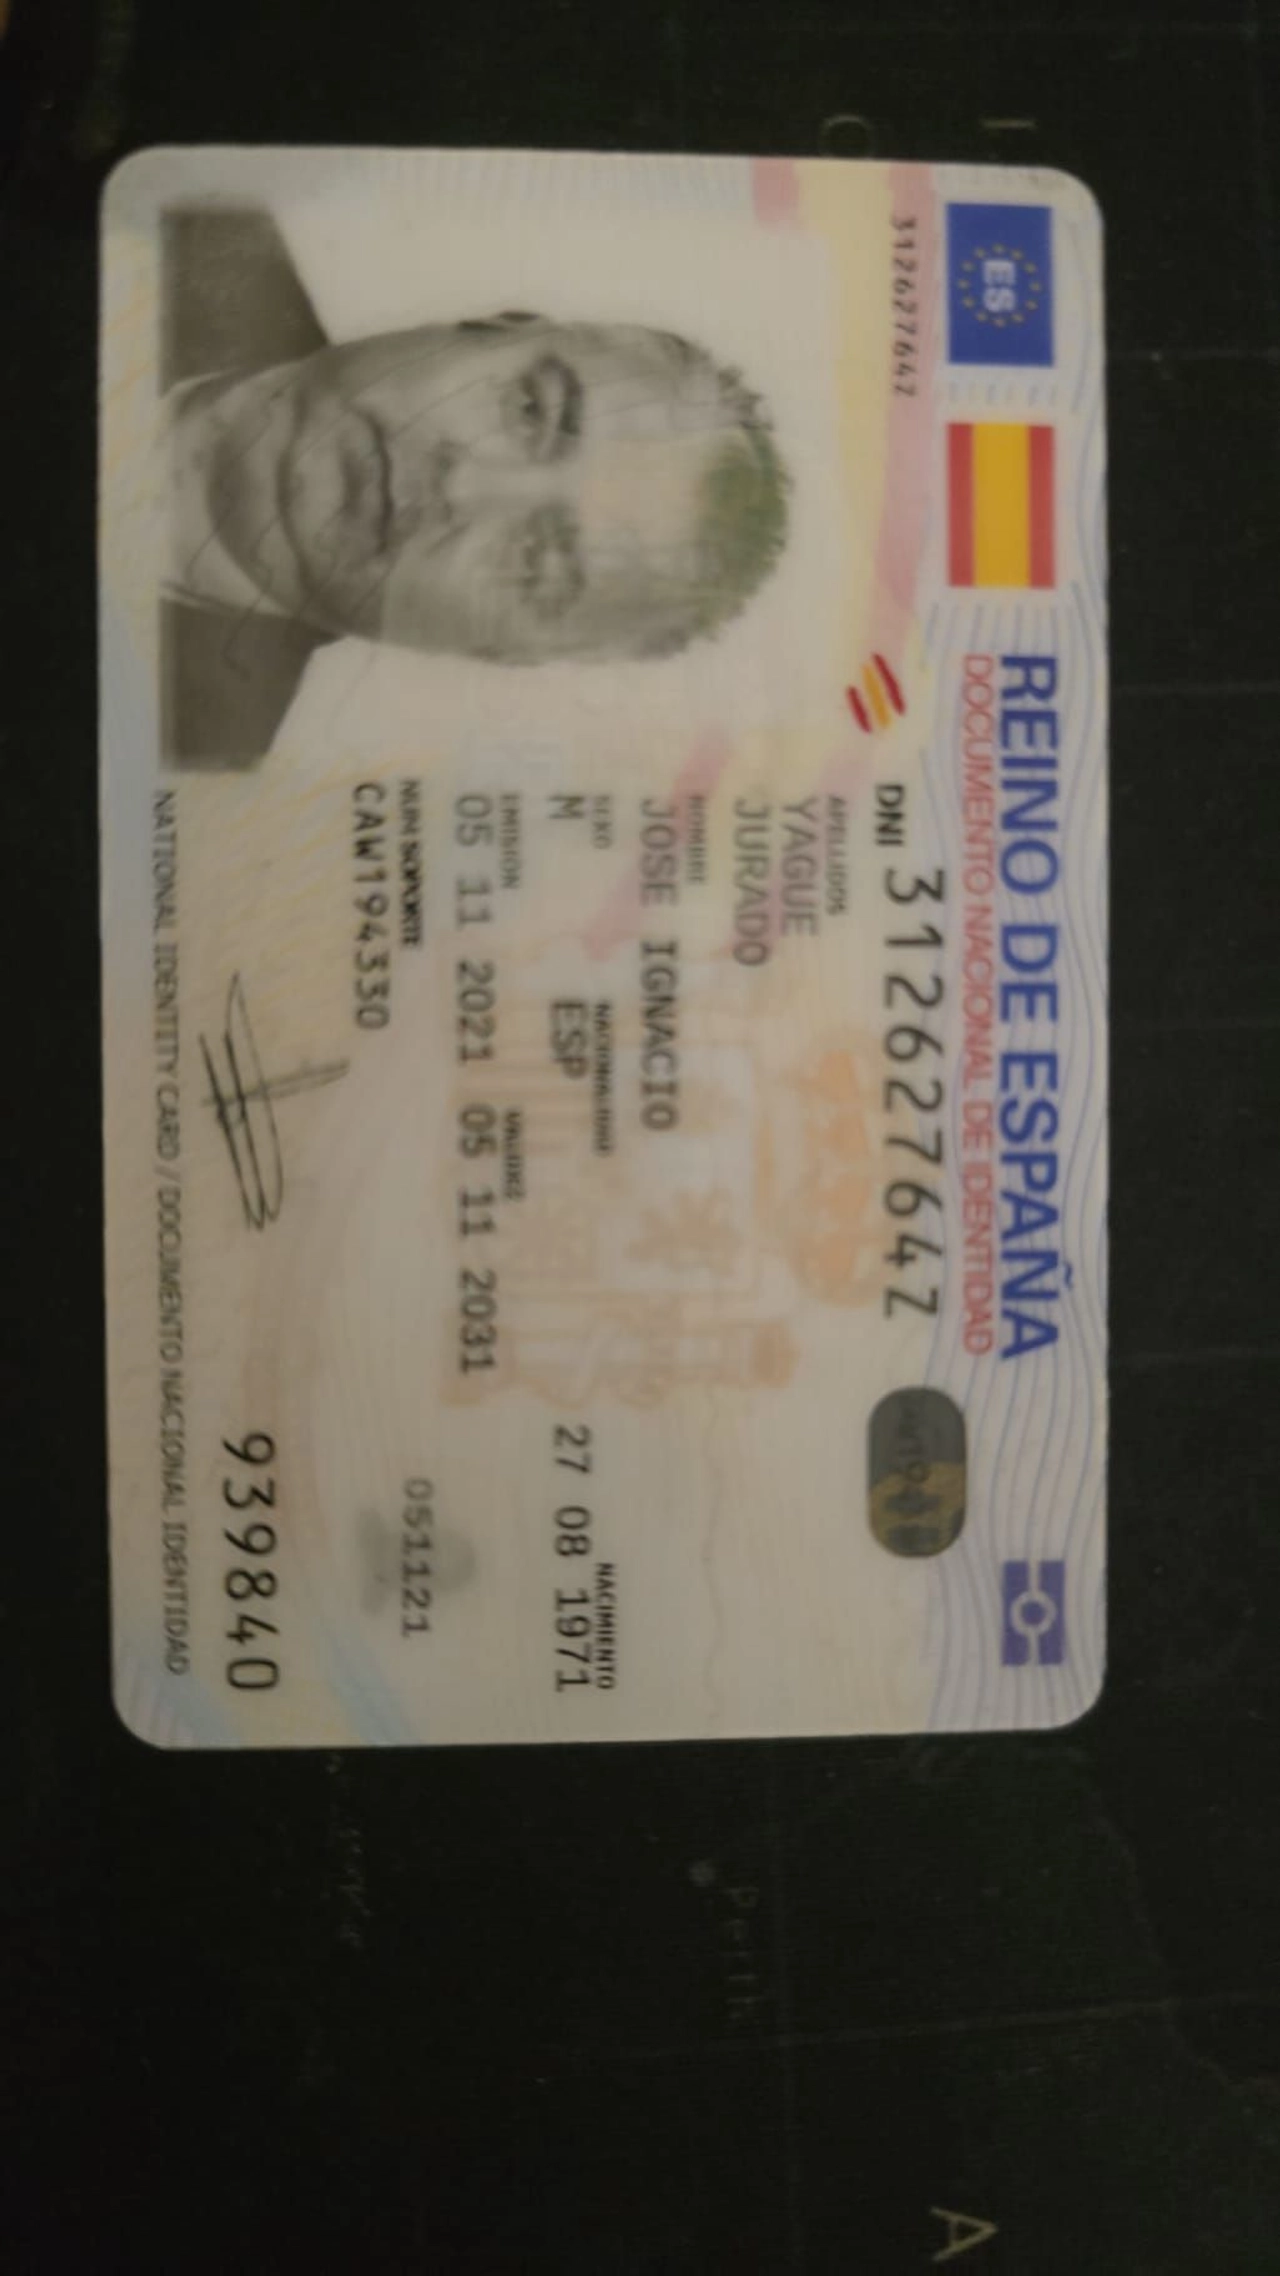 ES
REINO DE ESPAÑA
DOCUMENTO NACIONAL DE IDENTIDAD
31262764Z
DNI 31262764Z
APELLIDOS
YAGUE
JURADO
NOMBRE
JOSE IGNACIO
SEXO NACIONALIDAD NACIMIENTO
M ESP 27 08 1971
EMISIÓN VALIDEZ
05 11 2021 05 11 2031
NUM SOPORTE
CAW194330
051121
939840
NATIONAL IDENTITY CARD / DOCUMENTO NACIONAL IDENTIDAD
Perth
A